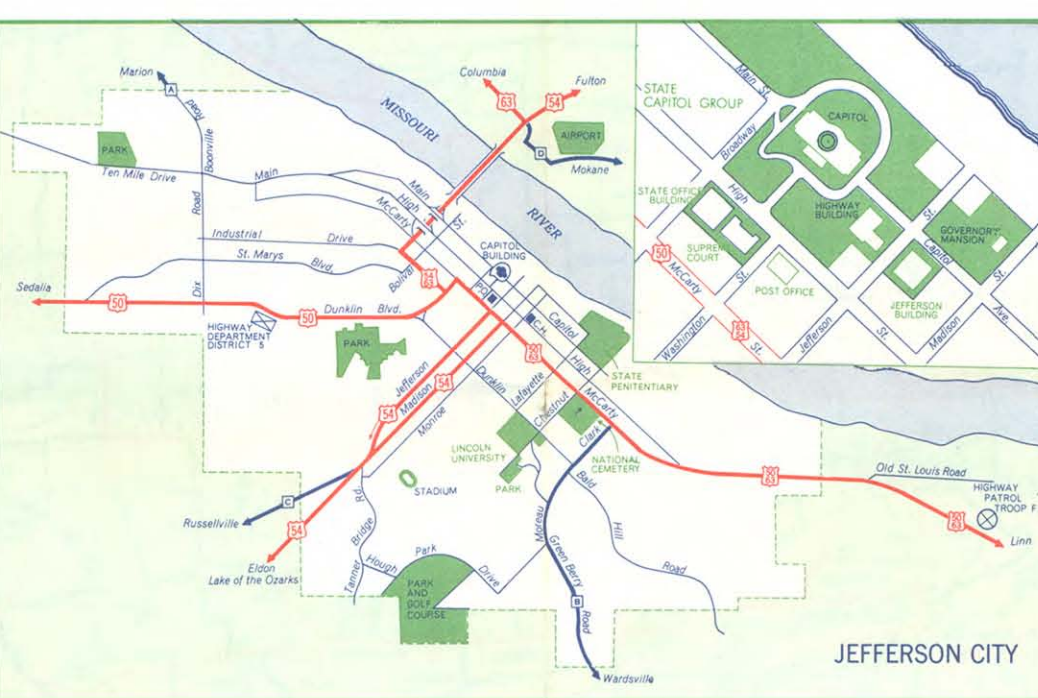 Marion
A
Road
Boonville
Columbia
Fulton
63
54
AIRPORT
D
Mokane
MISSOURI
RIVER
PARK
Ten Mile Drive
Main
Main
High
McCarty
St.
Road
Industrial Drive
St. Marys Blvd.
Dix
Bolivar
54
63
CAPITOL
BUILDING
P.O.
C.H.
Sedalia
50
50
Dunklin Blvd.
HIGHWAY
DEPARTMENT
DISTRICT 5
PARK
Jefferson
Madison
Monroe
54
54
Dunklin
Lafayette
Chestnut
Capitol
High
McCarty
50
63
STATE
PENITENTIARY
LINCOLN
UNIVERSITY
PARK
Clark
NATIONAL
CEMETERY
STADIUM
C
Russellville
54
Eldon
Lake of the Ozarks
Tanner
Bridge
Rd.
Hough
Park
Drive
PARK
AND
GOLF
COURSE
Moreau
Green Berry
Road
B
Wardsville
Bald
Hill
Road
50
63
Old St. Louis Road
HIGHWAY
PATROL
TROOP F
50
63
Linn
STATE
CAPITOL GROUP
Main St.
Broadway
High
St.
CAPITOL
STATE OFFICE
BUILDING
SUPREME
COURT
HIGHWAY
BUILDING
POST OFFICE
GOVERNOR'S
MANSION
JEFFERSON
BUILDING
50
McCarty
St.
63
54
Washington
St.
Jefferson
St.
Madison
St.
Capitol
Ave.
St.
JEFFERSON CITY